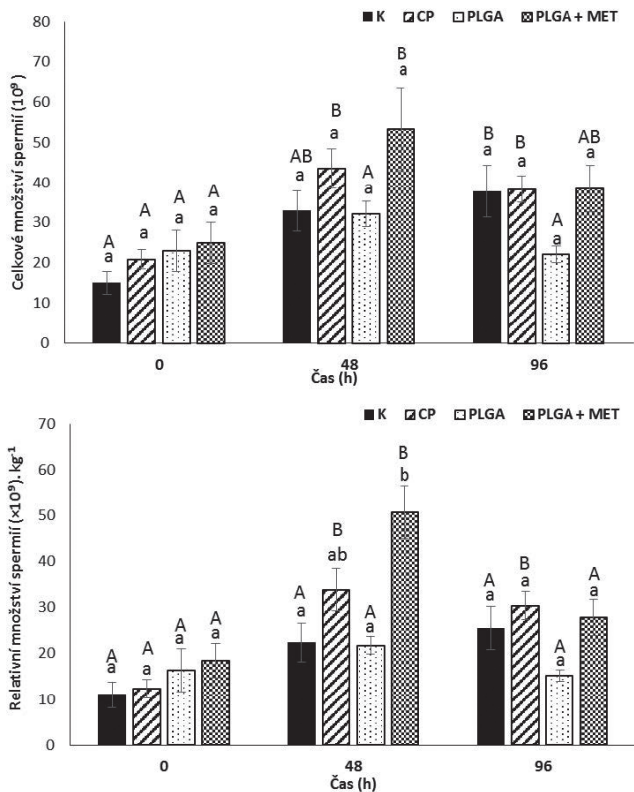 K CP PLGA PLGA + MET
Celkové množství spermií (10⁹)
80
70
60
50
40
30
20
10
0
A a
A a
A a
A a
AB a
B a
A a
B a
B a
B a
A a
AB a
0 48 96
Čas (h)
K CP PLGA PLGA + MET
Relativní množství spermií (×10⁹). kg⁻¹
70
60
50
40
30
20
10
0
A a
A a
A a
A a
A a
B ab
A a
B b
A a
B a
A a
A a
0 48 96
Čas (h)